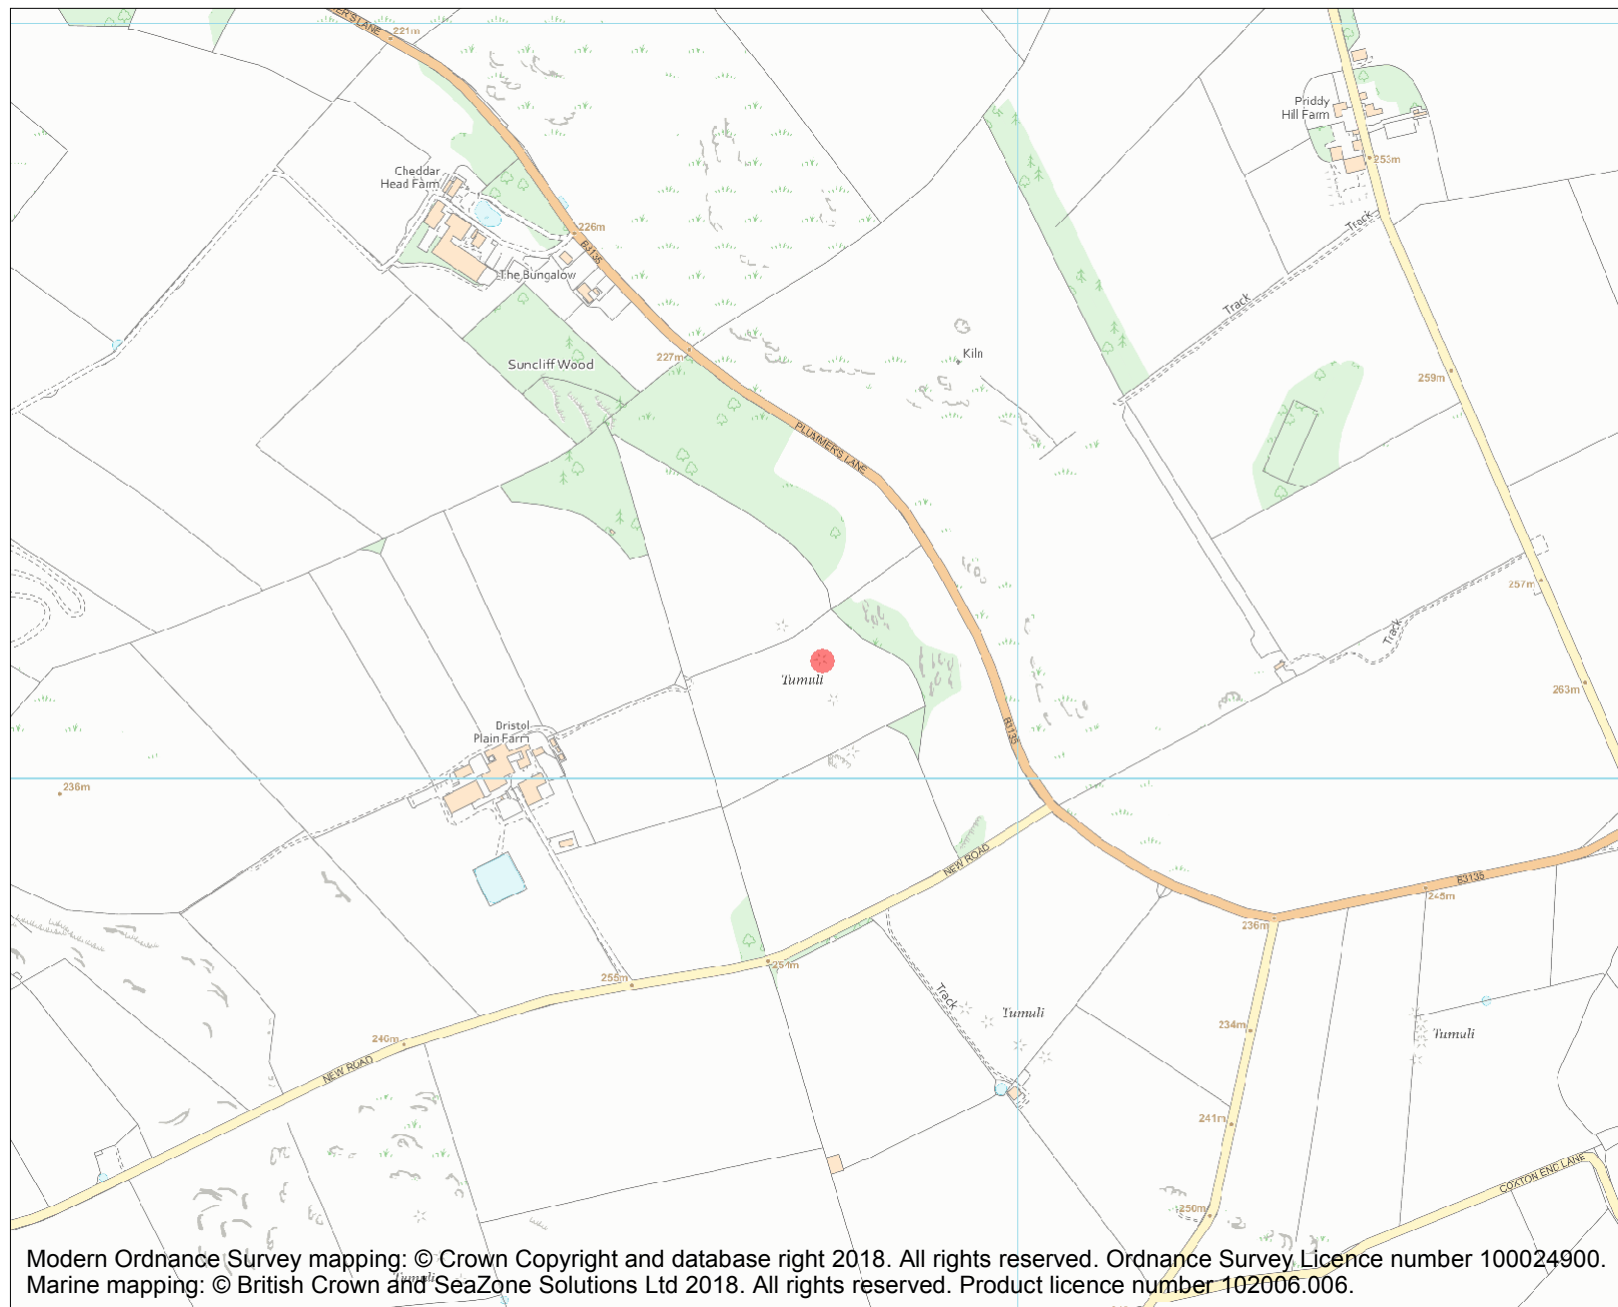 ER'S LANE
221m
Priddy
Hill Farm
253m
Cheddar
Head Farm
Track
226m
B3135
The Bungalow
Track
Kiln
227m
Suncliff Wood
259m
PLUMMER'S LANE
257m
Track
Tumuli
263m
B3135
Bristol
Plain Farm
236m
NEW ROAD
B3135
245m
236m
254m
255m
Track
Tumuli
234m
Tumuli
246m
NEW ROAD
241m
COXTON END LANE
250m
Modern Ordnance Survey mapping: © Crown Copyright and database right 2018. All rights reserved. Ordnance Survey Licence number 100024900.
Tumuli
Marine mapping: © British Crown and SeaZone Solutions Ltd 2018. All rights reserved. Product licence number 102006.006.